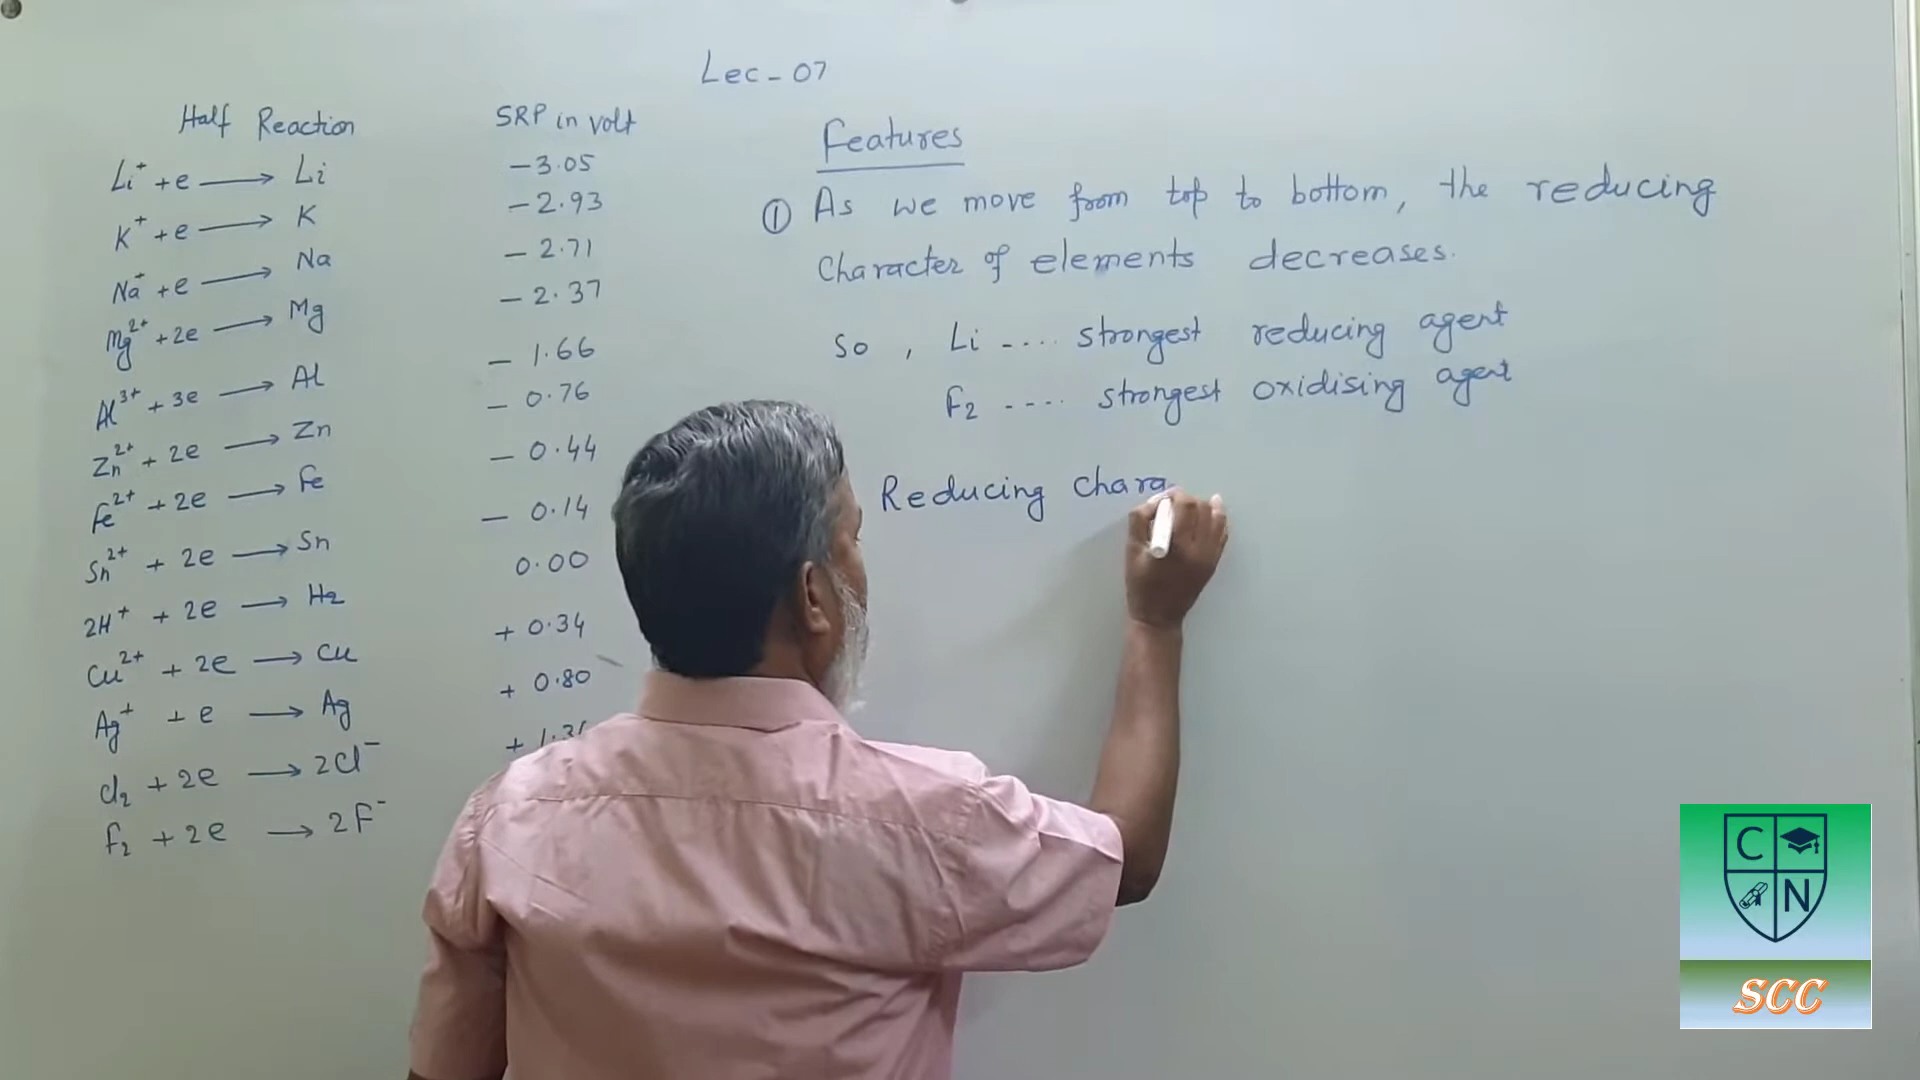 Lec - 07
Half Reaction
SRP in volt
Li⁺ + e ⟶ Li
- 3.05
K⁺ + e ⟶ K
- 2.93
Na⁺ + e ⟶ Na
- 2.71
Mg²⁺ + 2e ⟶ Mg
- 2.37
Al³⁺ + 3e ⟶ Al
- 1.66
Zn²⁺ + 2e ⟶ Zn
- 0.76
Fe²⁺ + 2e ⟶ Fe
- 0.44
Sn²⁺ + 2e ⟶ Sn
- 0.14
2H⁺ + 2e ⟶ H₂
0.00
Cu²⁺ + 2e ⟶ Cu
+ 0.34
Ag⁺ + e ⟶ Ag
+ 0.80
Cl₂ + 2e ⟶ 2Cl⁻
F₂ + 2e ⟶ 2F⁻
Features
① As we move from top to bottom, the reducing
Character of elements decreases.
So , Li .... strongest reducing agent
F₂ .... strongest oxidising agent
Reducing chara
C
N
SCC